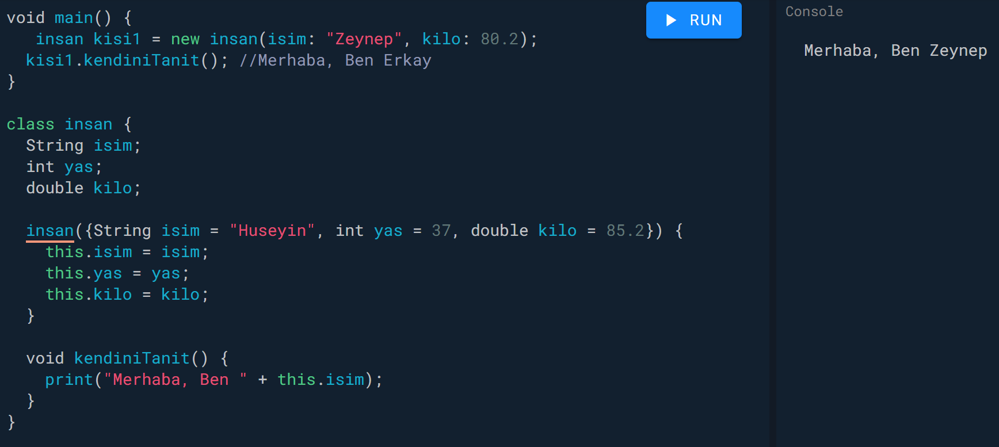 void main() {
   insan kisi1 = new insan(isim: "Zeynep", kilo: 80.2);
  kisi1.kendiniTanit(); //Merhaba, Ben Erkay
}

class insan {
  String isim;
  int yas;
  double kilo;

  insan({String isim = "Huseyin", int yas = 37, double kilo = 85.2}) {
    this.isim = isim;
    this.yas = yas;
    this.kilo = kilo;
  }

  void kendiniTanit() {
    print("Merhaba, Ben " + this.isim);
  }
}
RUN
Console
Merhaba, Ben Zeynep